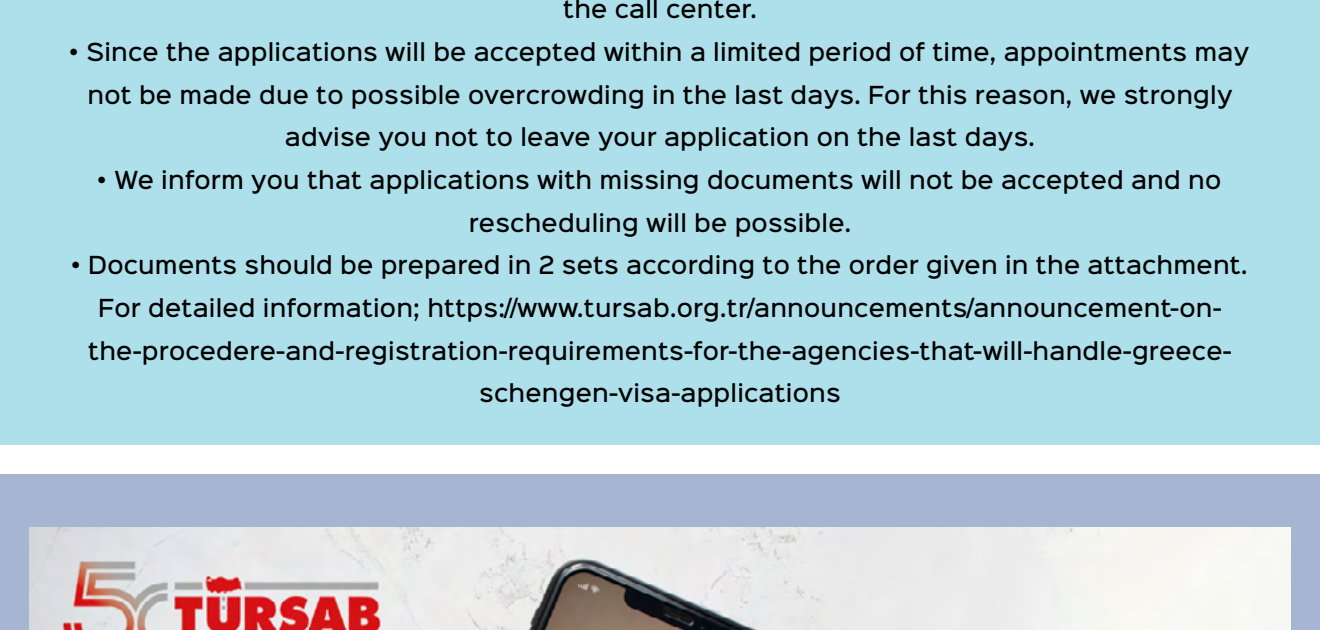 the call center.
• Since the applications will be accepted within a limited period of time, appointments may
not be made due to possible overcrowding in the last days. For this reason, we strongly
advise you not to leave your application on the last days.
• We inform you that applications with missing documents will not be accepted and no
rescheduling will be possible.
• Documents should be prepared in 2 sets according to the order given in the attachment.
For detailed information; https://www.tursab.org.tr/announcements/announcement-on-
the-procedere-and-registration-requirements-for-the-agencies-that-will-handle-greece-
schengen-visa-applications
50 TÜRSAB